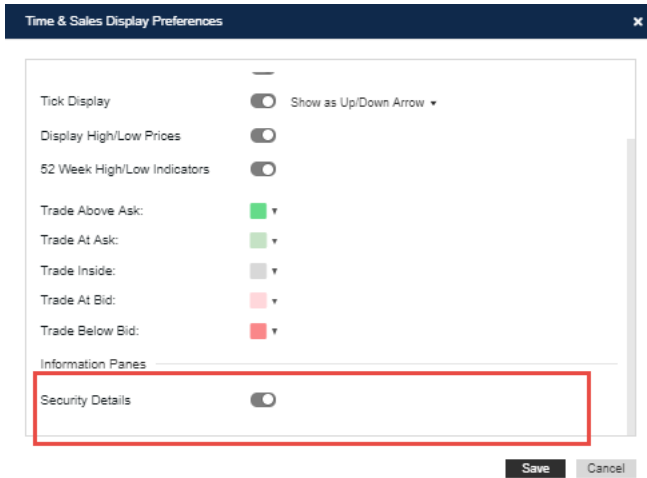 Time & Sales Display Preferences
Tick Display Show as Up/Down Arrow
Display High/Low Prices
52 Week High/Low Indicators
Trade Above Ask:
Trade At Ask:
Trade Inside:
Trade At Bid:
Trade Below Bid:
Information Panes
Security Details
Save Cancel